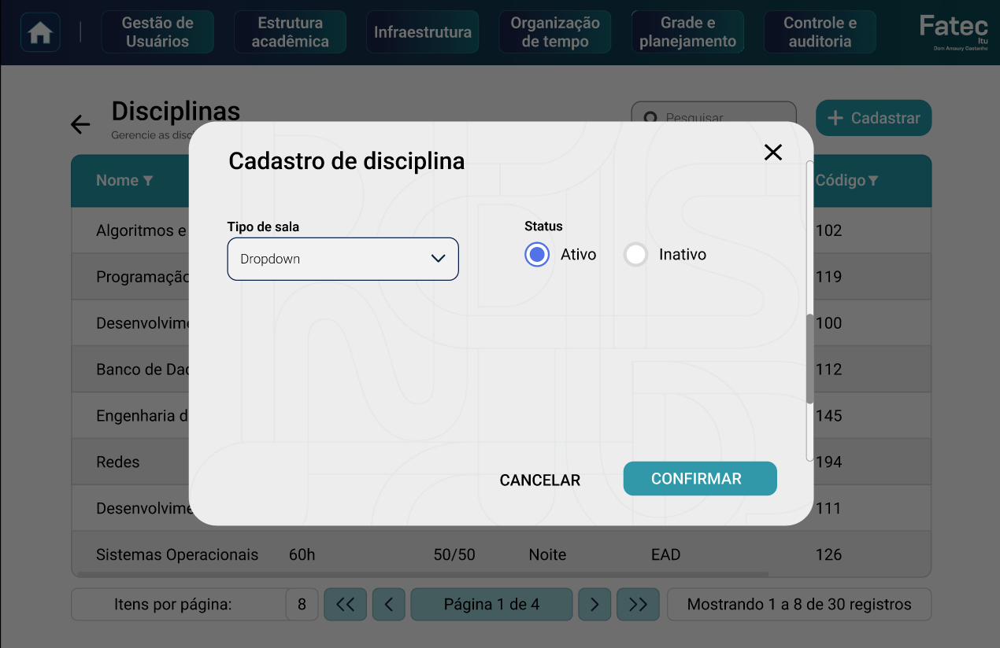 Gestão de
Usuários
Estrutura
acadêmica
Infraestrutura
Organização
de tempo
Grade e
planejamento
Controle e
auditoria
Fatec
Itu
Dom Amaury Castanho
Disciplinas
Gerencie as disc
Pesquisar
Cadastrar
Nome
Código
Cadastro de disciplina
Tipo de sala
Dropdown
Status
Ativo
Inativo
CANCELAR
CONFIRMAR
Algoritmos e
102
Programação
119
Desenvolvime
100
Banco de Dad
112
Engenharia d
145
Redes
194
Desenvolvime
111
Sistemas Operacionais 60h 50/50 Noite EAD 126
Itens por página: 8 << < Página 1 de 4 > >> Mostrando 1 a 8 de 30 registros